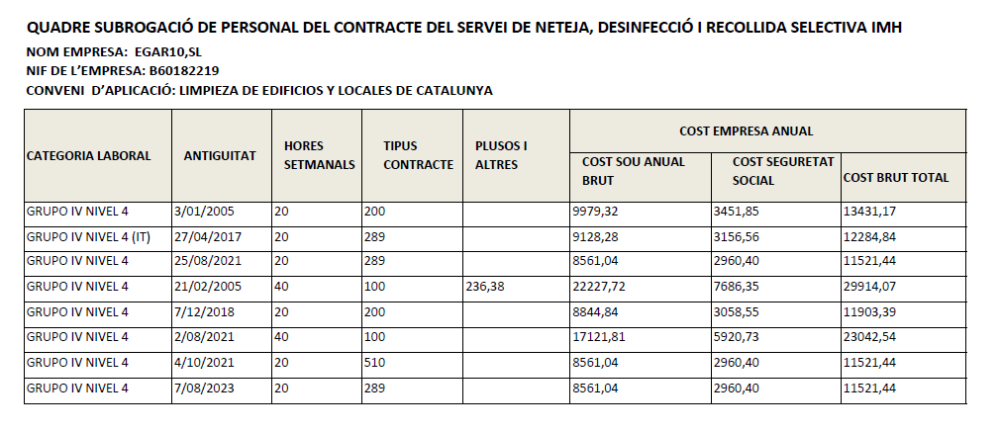 QUADRE SUBROGACIÓ DE PERSONAL DEL CONTRACTE DEL SERVEI DE NETEJA, DESINFECCIÓ I RECOLLIDA SELECTIVA IMH
NOM EMPRESA: EGAR10,SL
NIF DE L’EMPRESA: B60182219
CONVENI D’APLICACIÓ: LIMPIEZA DE EDIFICIOS Y LOCALES DE CATALUNYA
CATEGORIA LABORAL ANTIGUITAT HORES SETMANALS TIPUS CONTRACTE PLUSOS I ALTRES COST EMPRESA ANUAL
COST SOU ANUAL BRUT COST SEGURETAT SOCIAL COST BRUT TOTAL
GRUPO IV NIVEL 4 3/01/2005 20 200 9979,32 3451,85 13431,17
GRUPO IV NIVEL 4 (IT) 27/04/2017 20 289 9128,28 3156,56 12284,84
GRUPO IV NIVEL 4 25/08/2021 20 289 8561,04 2960,40 11521,44
GRUPO IV NIVEL 4 21/02/2005 40 100 236,38 22227,72 7686,35 29914,07
GRUPO IV NIVEL 4 7/12/2018 20 200 8844,84 3058,55 11903,39
GRUPO IV NIVEL 4 2/08/2021 40 100 17121,81 5920,73 23042,54
GRUPO IV NIVEL 4 4/10/2021 20 510 8561,04 2960,40 11521,44
GRUPO IV NIVEL 4 7/08/2023 20 289 8561,04 2960,40 11521,44